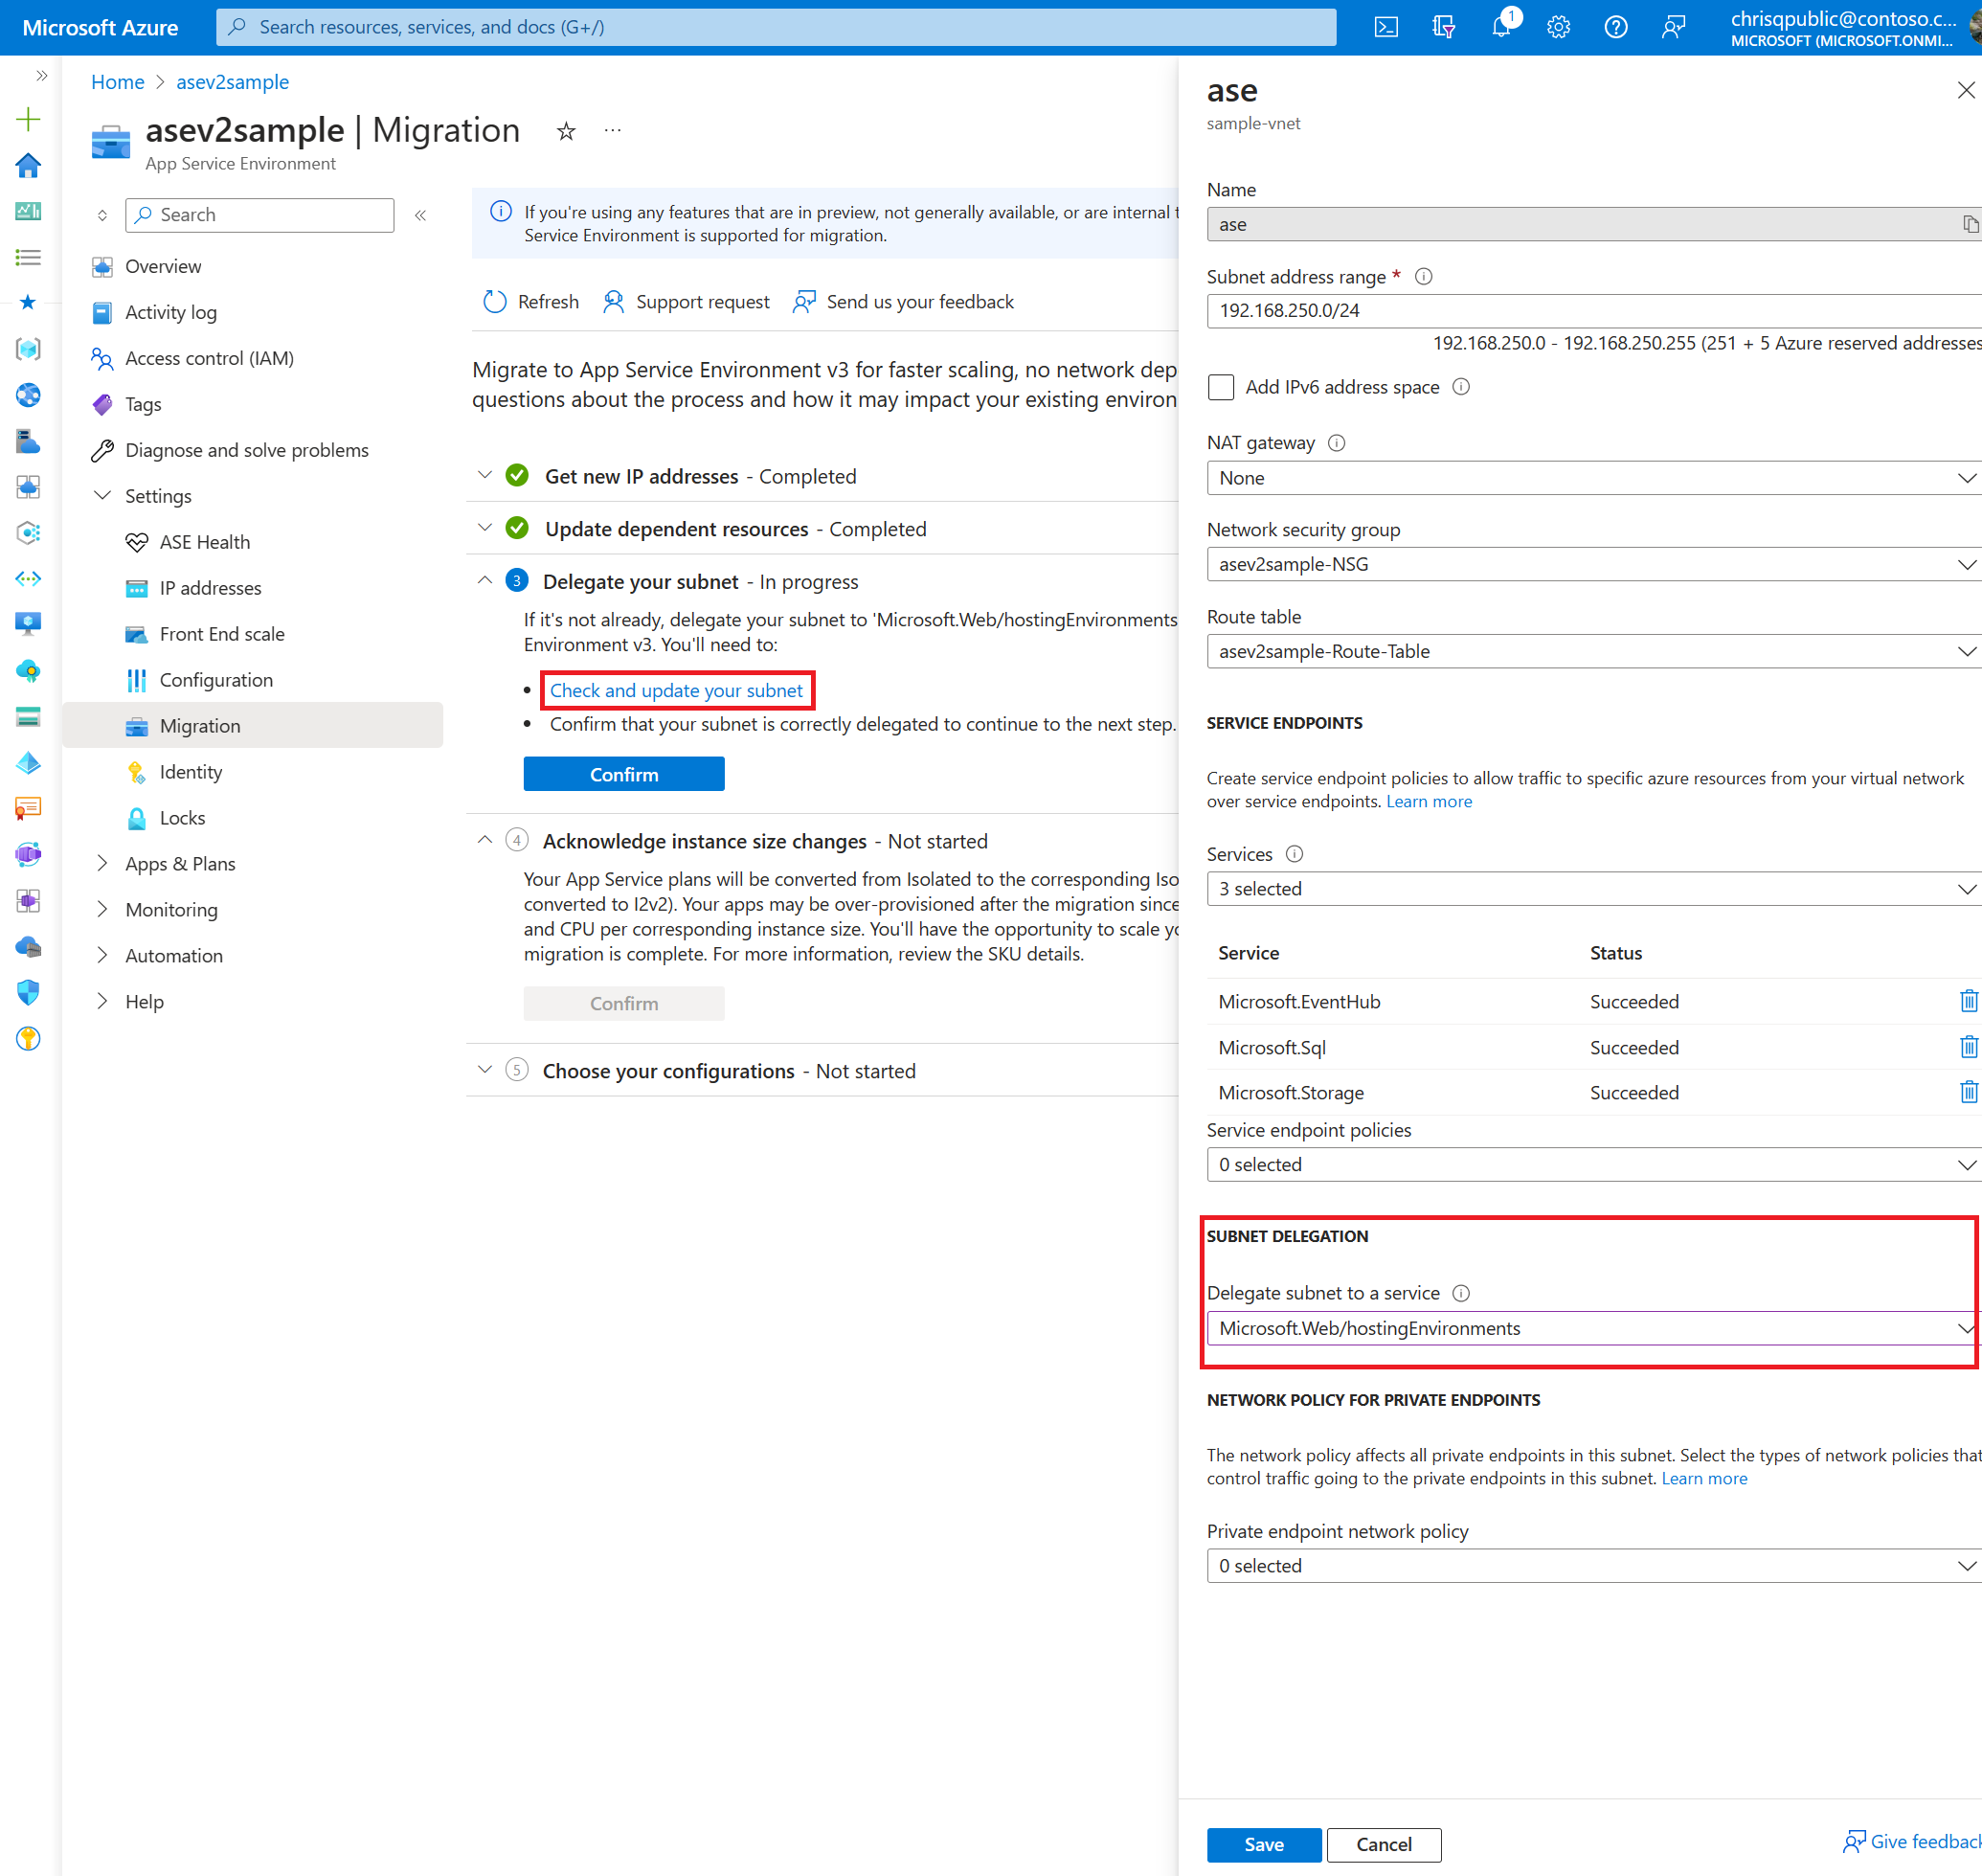 Microsoft Azure
Search resources, services, and docs (G+/)
1
chrisqpublic@contoso.c...
MICROSOFT (MICROSOFT.ONMI...
Home > asev2sample
asev2sample | Migration
App Service Environment
Search
Overview
Activity log
Access control (IAM)
Tags
Diagnose and solve problems
Settings
ASE Health
IP addresses
Front End scale
Configuration
Migration
Identity
Locks
Apps & Plans
Monitoring
Automation
Help
If you're using any features that are in preview, not generally available, or are internal
Service Environment is supported for migration.
Refresh
Support request
Send us your feedback
Migrate to App Service Environment v3 for faster scaling, no network dep
questions about the process and how it may impact your existing environ
Get new IP addresses - Completed
Update dependent resources - Completed
3 Delegate your subnet - In progress
If it's not already, delegate your subnet to 'Microsoft.Web/hostingEnvironments
Environment v3. You'll need to:
• Check and update your subnet
• Confirm that your subnet is correctly delegated to continue to the next step.
Confirm
4 Acknowledge instance size changes - Not started
Your App Service plans will be converted from Isolated to the corresponding Iso
converted to I2v2). Your apps may be over-provisioned after the migration since
and CPU per corresponding instance size. You'll have the opportunity to scale yo
migration is complete. For more information, review the SKU details.
Confirm
5 Choose your configurations - Not started
ase
sample-vnet
Name
ase
Subnet address range *
192.168.250.0/24
192.168.250.0 - 192.168.250.255 (251 + 5 Azure reserved addresses
Add IPv6 address space
NAT gateway
None
Network security group
asev2sample-NSG
Route table
asev2sample-Route-Table
SERVICE ENDPOINTS
Create service endpoint policies to allow traffic to specific azure resources from your virtual network
over service endpoints. Learn more
Services
3 selected
Service Status
Microsoft.EventHub Succeeded
Microsoft.Sql Succeeded
Microsoft.Storage Succeeded
Service endpoint policies
0 selected
SUBNET DELEGATION
Delegate subnet to a service
Microsoft.Web/hostingEnvironments
NETWORK POLICY FOR PRIVATE ENDPOINTS
The network policy affects all private endpoints in this subnet. Select the types of network policies that
control traffic going to the private endpoints in this subnet. Learn more
Private endpoint network policy
0 selected
Save
Cancel
Give feedback